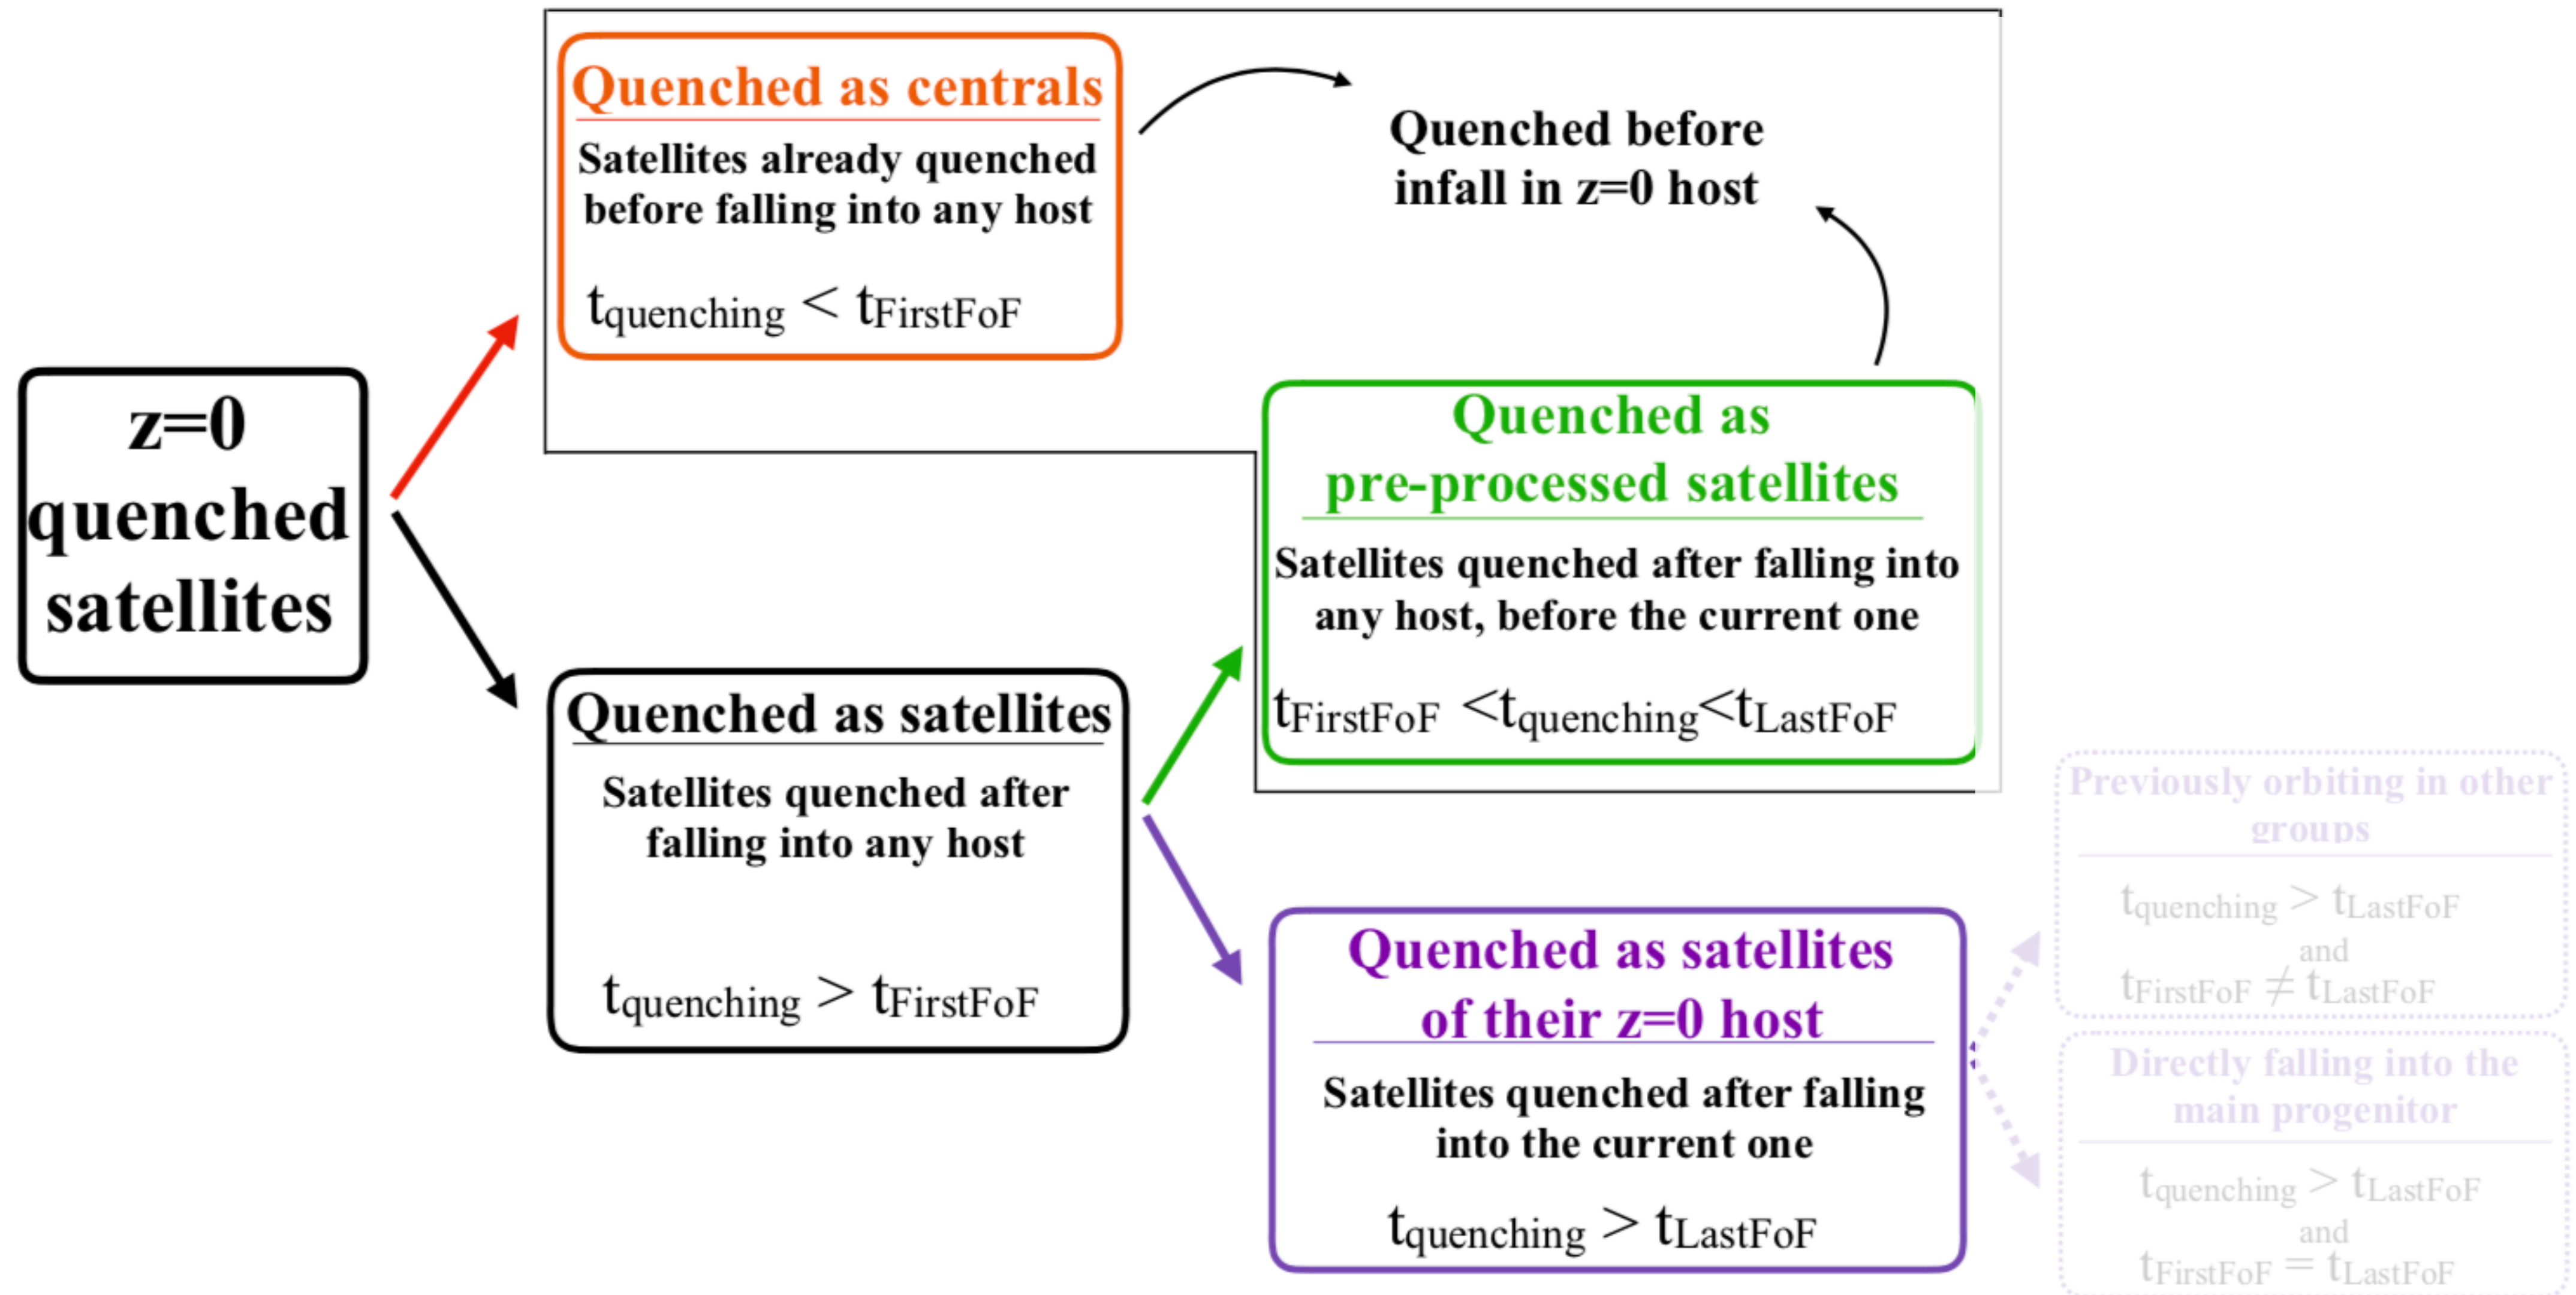 z=0
quenched
satellites
Quenched as centrals
Satellites already quenched
before falling into any host
tquenching < tFirstFoF
Quenched before
infall in z=0 host
Quenched as satellites
Satellites quenched after
falling into any host
tquenching > tFirstFoF
Quenched as
pre-processed satellites
Satellites quenched after falling into
any host, before the current one
tFirstFoF <tquenching<tLastFoF
Quenched as satellites
of their z=0 host
Satellites quenched after falling
into the current one
tquenching > tLastFoF
Previously orbiting in other
groups
tquenching > tLastFoF
and
tFirstFoF ≠ tLastFoF
Directly falling into the
main progenitor
tquenching > tLastFoF
and
tFirstFoF = tLastFoF